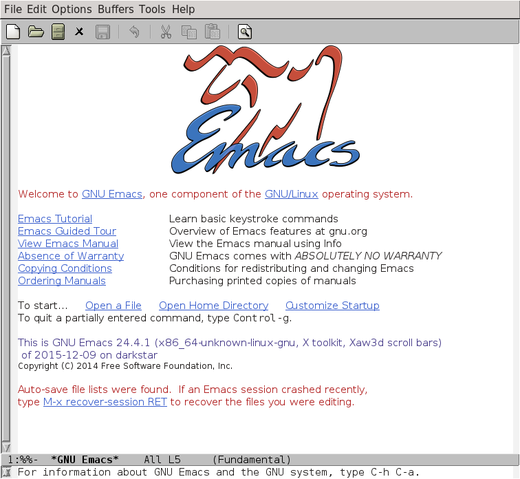 File Edit Options Buffers Tools Help
Emacs
Welcome to GNU Emacs, one component of the GNU/Linux operating system.
Emacs Tutorial Learn basic keystroke commands
Emacs Guided Tour Overview of Emacs features at gnu.org
View Emacs Manual View the Emacs manual using Info
Absence of Warranty GNU Emacs comes with ABSOLUTELY NO WARRANTY
Copying Conditions Conditions for redistributing and changing Emacs
Ordering Manuals Purchasing printed copies of manuals
To start... Open a File Open Home Directory Customize Startup
To quit a partially entered command, type Control-g.
This is GNU Emacs 24.4.1 (x86_64-unknown-linux-gnu, X toolkit, Xaw3d scroll bars)
of 2015-12-09 on darkstar
Copyright (C) 2014 Free Software Foundation, Inc.
Auto-save file lists were found. If an Emacs session crashed recently,
type M-x recover-session RET to recover the files you were editing.
1:%%- *GNU Emacs* All L5 (Fundamental)
For information about GNU Emacs and the GNU system, type C-h C-a.